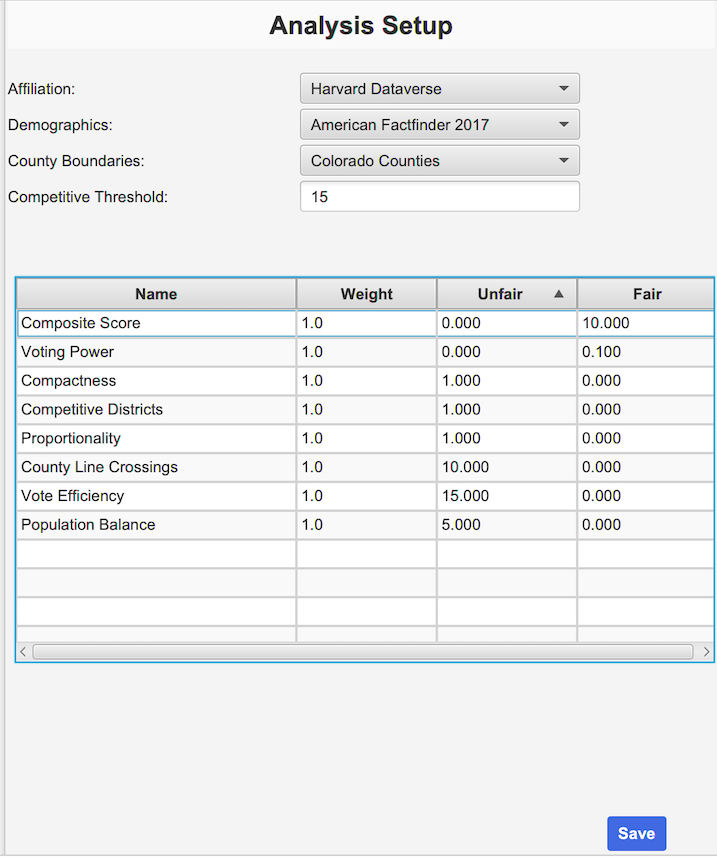 Analysis Setup
Affiliation: Harvard Dataverse
Demographics: American Factfinder 2017
County Boundaries: Colorado Counties
Competitive Threshold: 15
Name Weight Unfair Fair
Composite Score 1.0 0.000 10.000
Voting Power 1.0 0.000 0.100
Compactness 1.0 1.000 0.000
Competitive Districts 1.0 1.000 0.000
Proportionality 1.0 1.000 0.000
County Line Crossings 1.0 10.000 0.000
Vote Efficiency 1.0 15.000 0.000
Population Balance 1.0 5.000 0.000
Save